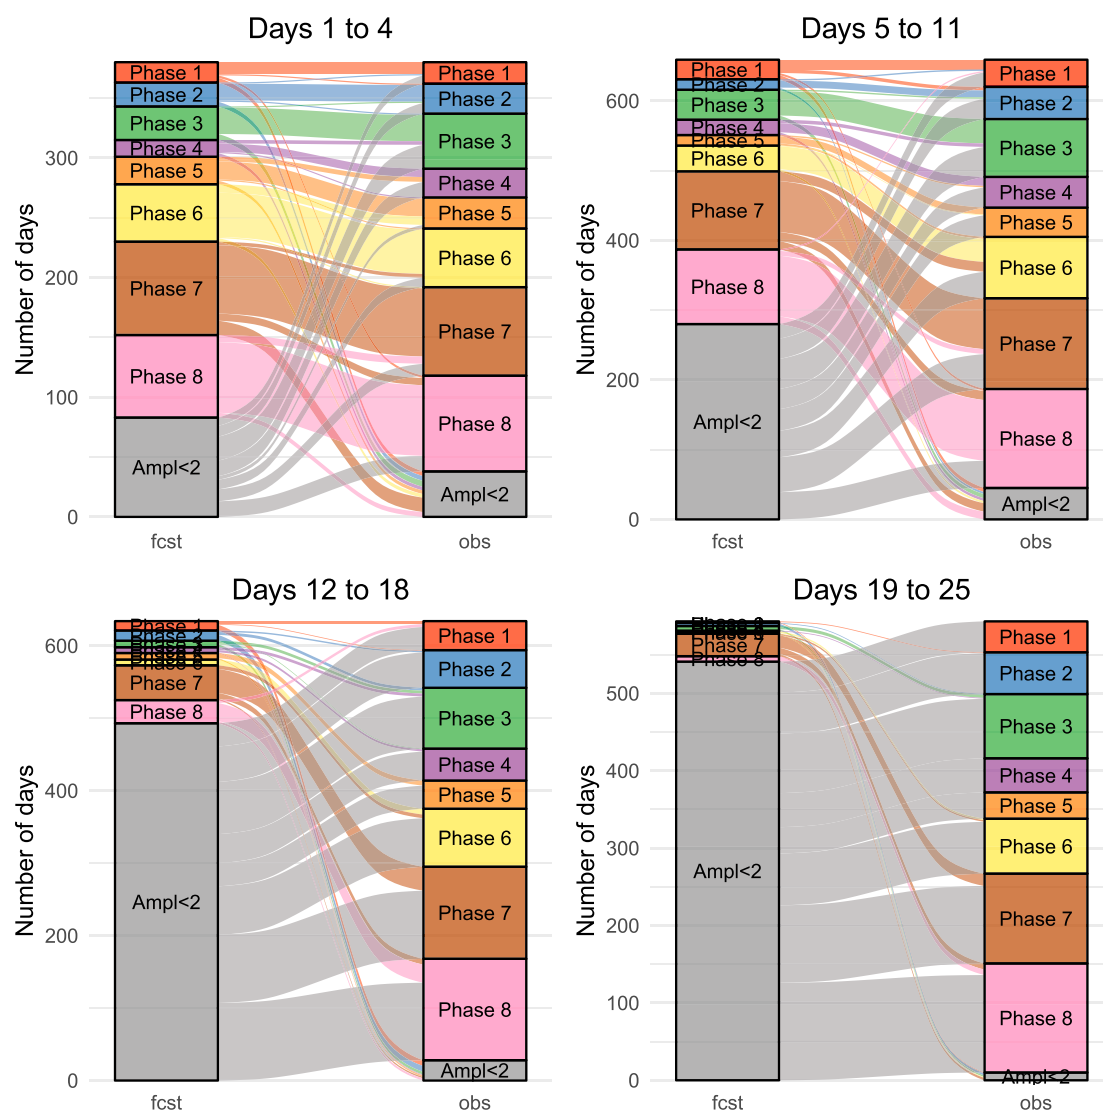 Days 1 to 4
Number of days
300
200
100
0
Phase 1
Phase 2
Phase 3
Phase 4
Phase 5
Phase 6
Phase 7
Phase 8
Ampl<2
Phase 1
Phase 2
Phase 3
Phase 4
Phase 5
Phase 6
Phase 7
Phase 8
Ampl<2
fcst
obs
Days 5 to 11
Number of days
600
400
200
0
Phase 1
Phase 2
Phase 3
Phase 4
Phase 5
Phase 6
Phase 7
Phase 8
Ampl<2
Phase 1
Phase 2
Phase 3
Phase 4
Phase 5
Phase 6
Phase 7
Phase 8
Ampl<2
fcst
obs
Days 12 to 18
Number of days
600
400
200
0
Phase 1
Phase 2
Phase 7
Phase 8
Ampl<2
Phase 1
Phase 2
Phase 3
Phase 4
Phase 5
Phase 6
Phase 7
Phase 8
Ampl<2
fcst
obs
Days 19 to 25
Number of days
500
400
300
200
100
0
Phase 7
Phase 8
Ampl<2
Phase 1
Phase 2
Phase 3
Phase 4
Phase 5
Phase 6
Phase 7
Phase 8
Ampl<2
fcst
obs